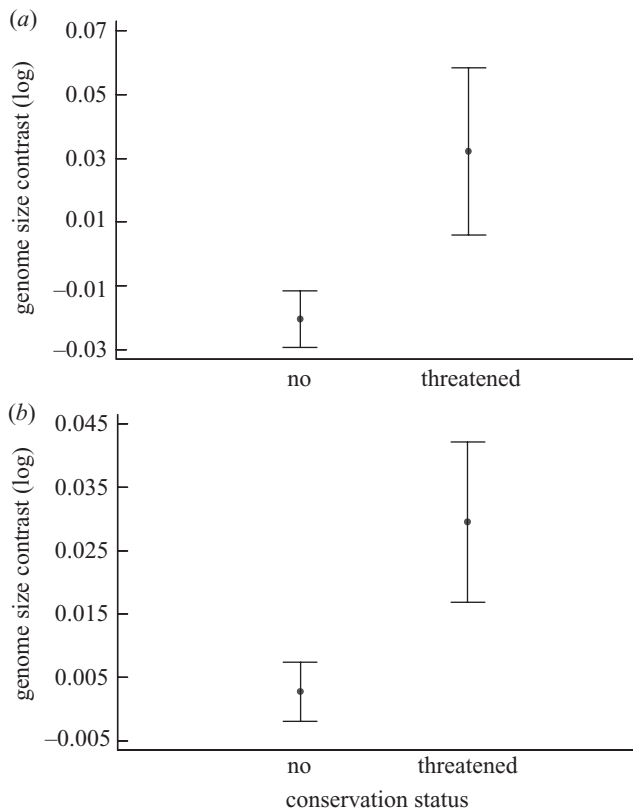 (a)
genome size contrast (log)
0.07
0.05
0.03
0.01
–0.01
–0.03
no threatened
(b)
genome size contrast (log)
0.045
0.035
0.025
0.015
0.005
–0.005
no threatened
conservation status